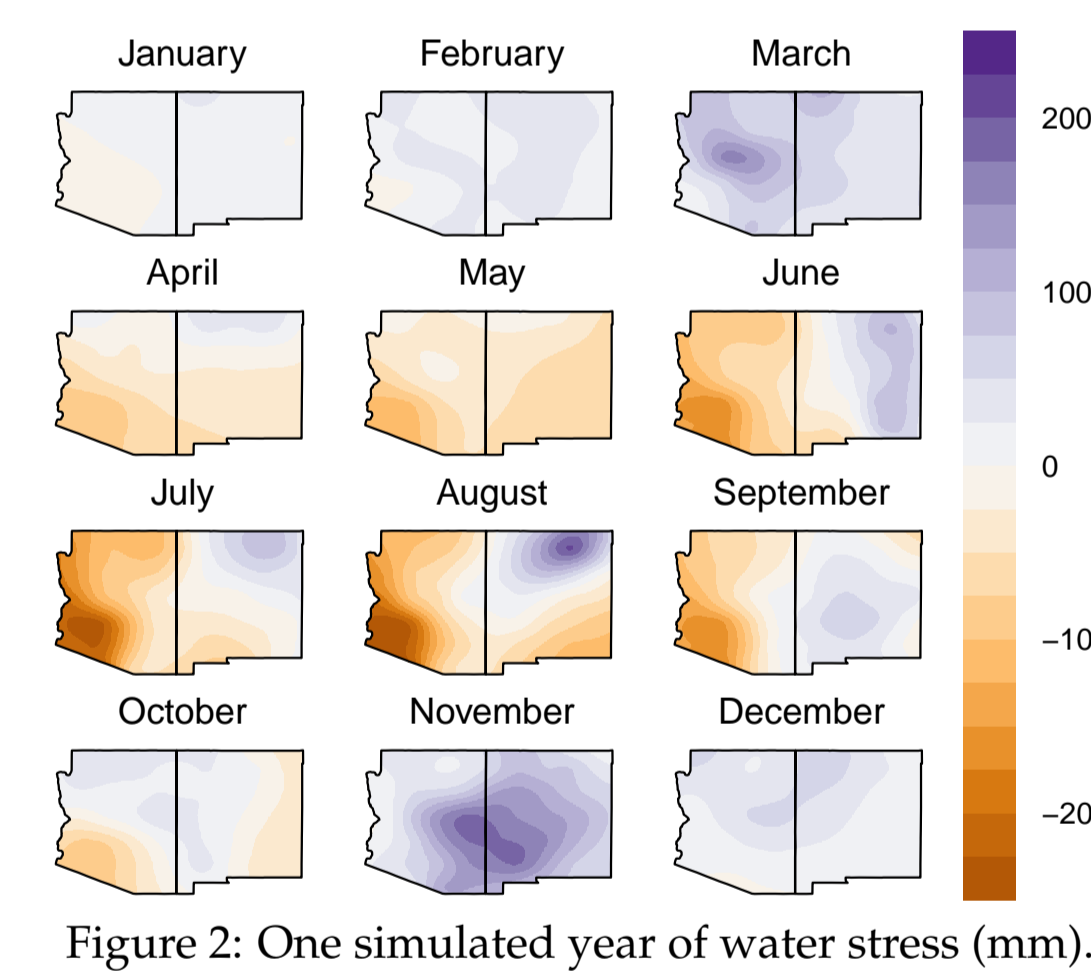 January February March
200
100
April May June
0
July August September
−10
October November December
−20
Figure 2: One simulated year of water stress (mm).